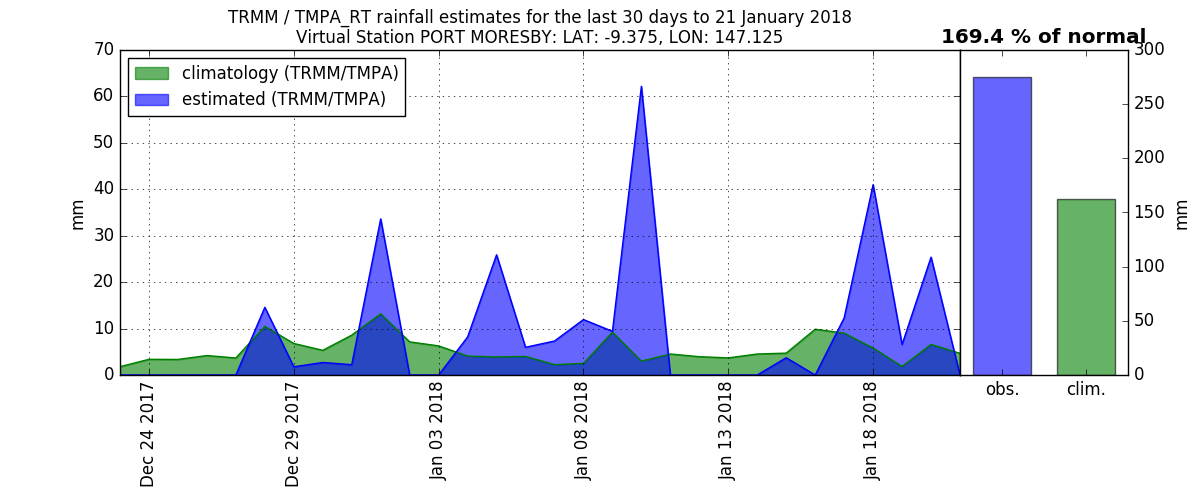 TRMM / TMPA_RT rainfall estimates for the last 30 days to 21 January 2018
Virtual Station PORT MORESBY: LAT: -9.375, LON: 147.125
169.4 % of normal
climatology (TRMM/TMPA)
estimated (TRMM/TMPA)
70
60
50
40
30
20
10
0
mm
Dec 24 2017
Dec 29 2017
Jan 03 2018
Jan 08 2018
Jan 13 2018
Jan 18 2018
obs.
clim.
300
250
200
150
100
50
0
mm